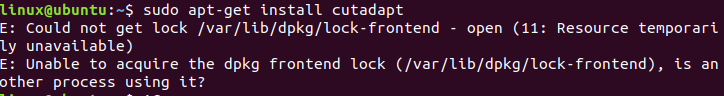 linux@ubuntu:~$ sudo apt-get install cutadapt
E: Could not get lock /var/lib/dpkg/lock-frontend - open (11: Resource temporari
ly unavailable)
E: Unable to acquire the dpkg frontend lock (/var/lib/dpkg/lock-frontend), is an
other process using it?